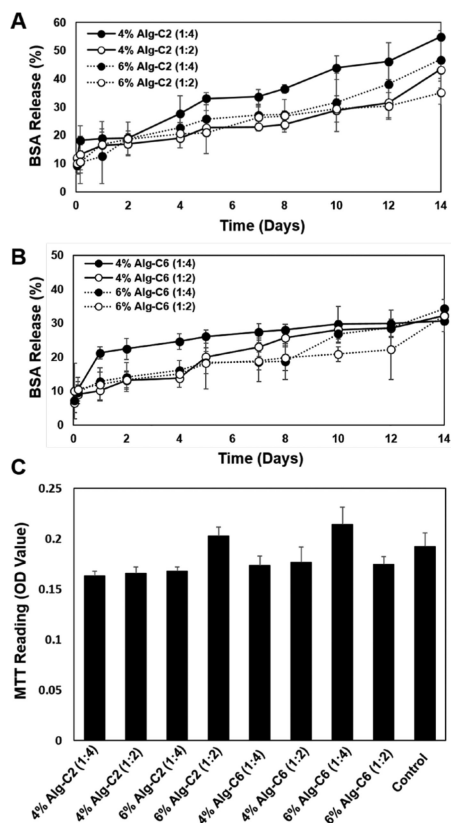 A
60
50
40
30
20
10
0
BSA Release (%)
4% Alg-C2 (1:4)
4% Alg-C2 (1:2)
6% Alg-C2 (1:4)
6% Alg-C2 (1:2)
0 2 4 6 8 10 12 14
Time (Days)
B
50
40
30
20
10
0
BSA Release (%)
4% Alg-C6 (1:4)
4% Alg-C6 (1:2)
6% Alg-C6 (1:4)
6% Alg-C6 (1:2)
0 2 4 6 8 10 12 14
Time (Days)
C
0.25
0.2
0.15
0.1
0.05
0
MTT Reading (OD Value)
4% Alg-C2 (1:4)
4% Alg-C2 (1:2)
6% Alg-C2 (1:4)
6% Alg-C2 (1:2)
4% Alg-C6 (1:4)
4% Alg-C6 (1:2)
6% Alg-C6 (1:4)
6% Alg-C6 (1:2)
Control